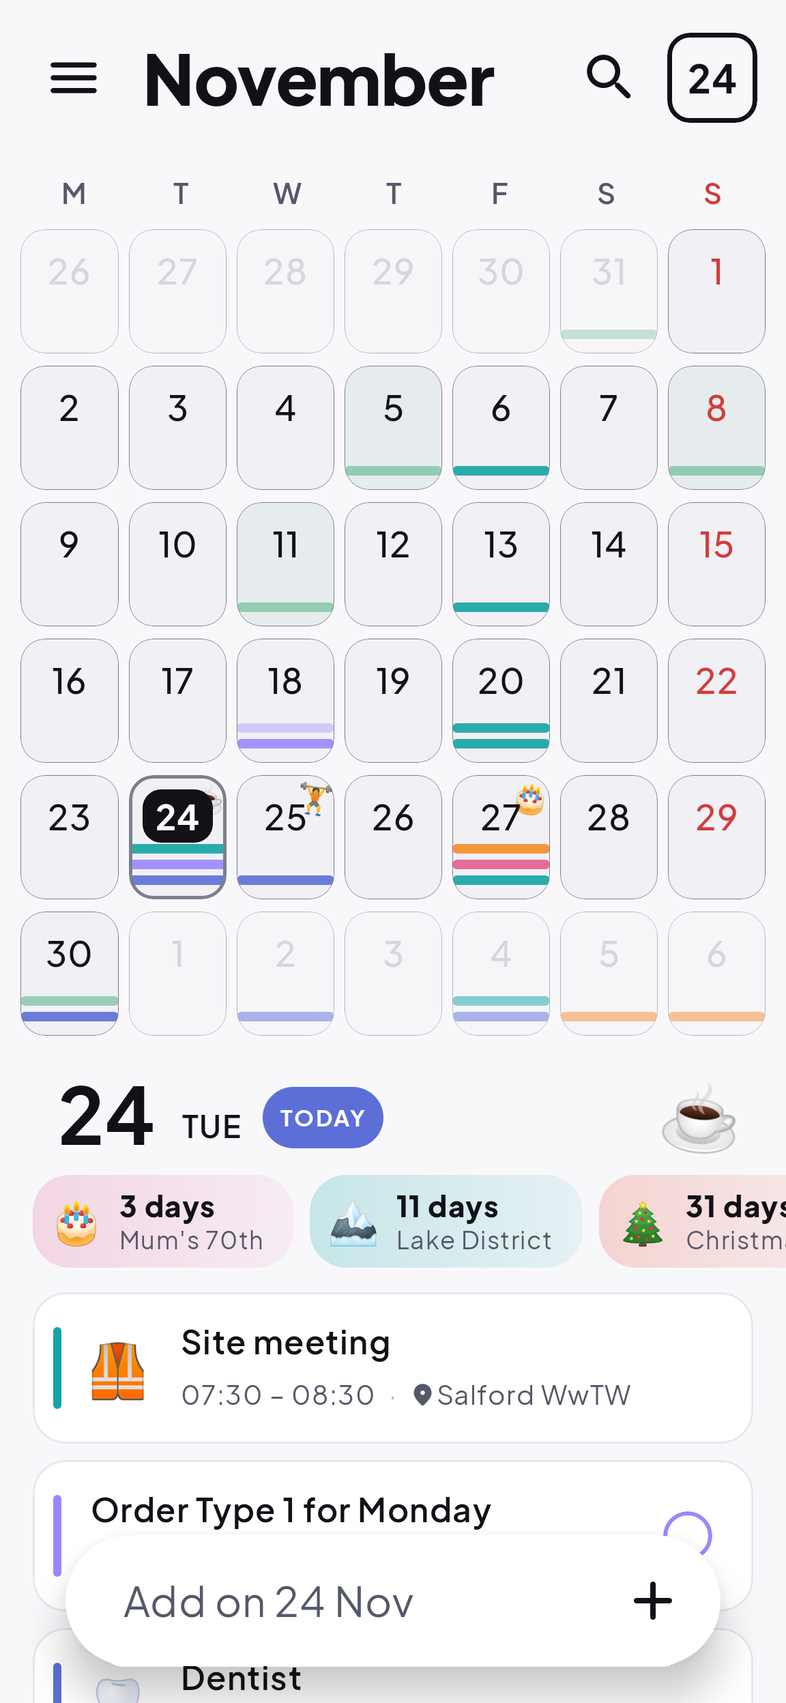 November 24
M T W T F S S
26 27 28 29 30 31 1
2 3 4 5 6 7 8
9 10 11 12 13 14 15
16 17 18 19 20 21 22
23 24 25 26 27 28 29
30 1 2 3 4 5 6
24 TUE TODAY
3 days
Mum's 70th
11 days
Lake District
31 days
Christm
Site meeting
07:30 – 08:30 · Salford WwTW
Order Type 1 for Monday
Add on 24 Nov
Dentist